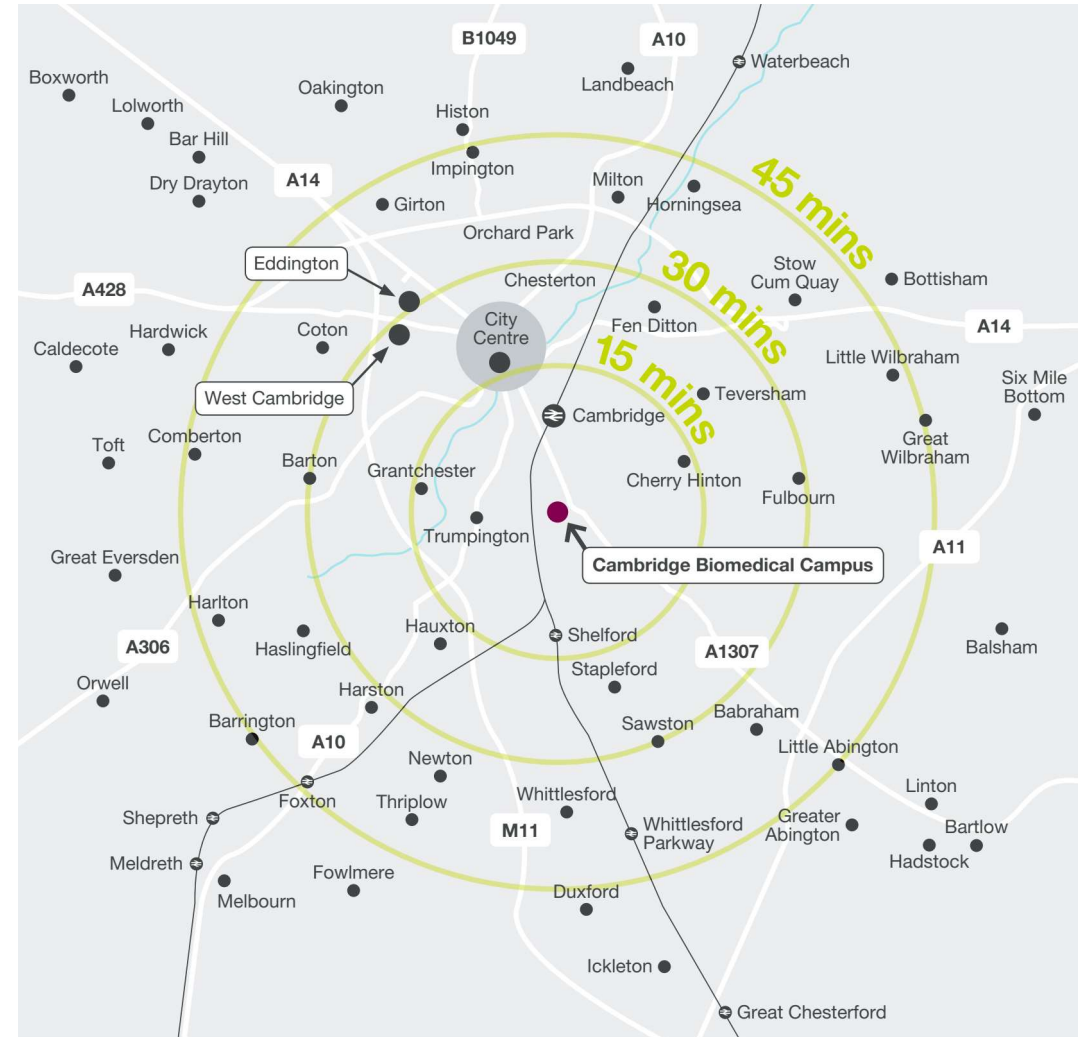 B1049
A10
Waterbeach
Boxworth
Oakington
Landbeach
Lolworth
Histon
Bar Hill
Impington
A14
Milton
45 mins
Dry Drayton
Girton
Horningsea
Orchard Park
30 mins
Eddington
Chesterton
Stow
Cum Quay
Bottisham
A428
City
Centre
Fen Ditton
A14
Hardwick
Coton
15 mins
Caldecote
Little Wilbraham
West Cambridge
Teversham
Six Mile
Bottom
Cambridge
Toft
Comberton
Great
Wilbraham
Barton
Grantchester
Cherry Hinton
Fulbourn
Trumpington
Great Eversden
Cambridge Biomedical Campus
A11
Harlton
Hauxton
Shelford
A306
Haslingfield
A1307
Balsham
Stapleford
Orwell
Harston
Barrington
Sawston
Babraham
A10
Little Abington
Newton
Foxton
Thriplow
Whittlesford
Linton
Shepreth
M11
Whittlesford
Parkway
Greater
Abington
Bartlow
Hadstock
Meldreth
Melbourn
Fowlmere
Duxford
Ickleton
Great Chesterford